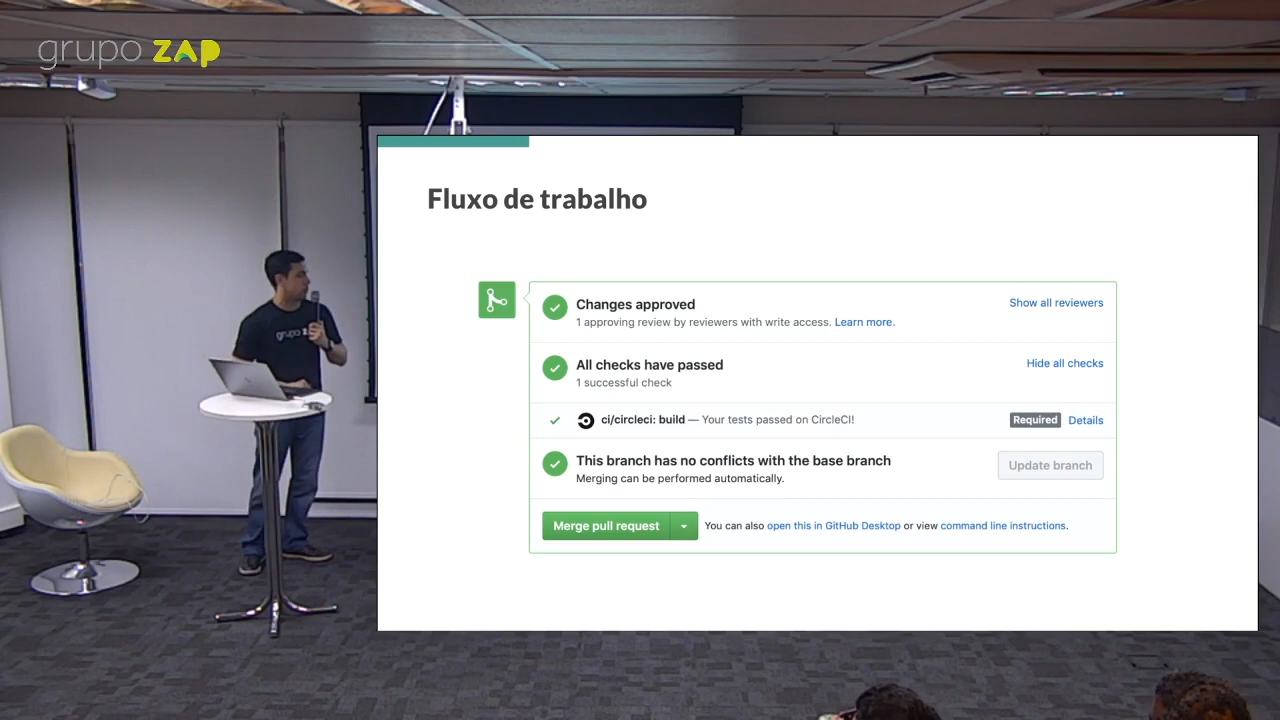 grupo ZAP
Fluxo de trabalho
Changes approved
Show all reviewers
1 approving review by reviewers with write access. Learn more.
All checks have passed
Hide all checks
1 successful check
ci/circleci: build — Your tests passed on CircleCI!
Required
Details
This branch has no conflicts with the base branch
Update branch
Merging can be performed automatically.
Merge pull request
You can also open this in GitHub Desktop or view command line instructions.
grupo